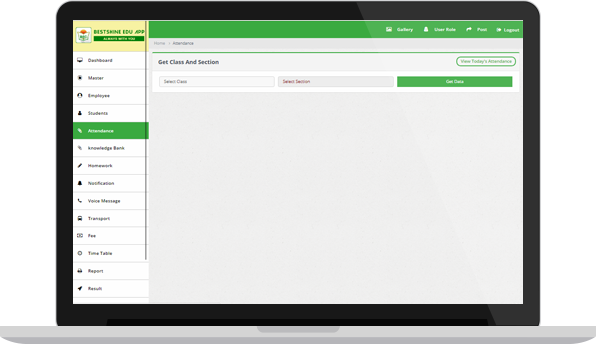 BESTSHINE EDU APP
ALWAYS WITH YOU
Gallery
User Role
Post
Logout
Home > Attendance
Dashboard
Master
Employee
Students
Attendance
knowledge Bank
Homework
Notification
Voice Message
Transport
Fee
Time Table
Report
Result
Get Class And Section
View Today's Attendance
Select Class
Select Section
Get Data